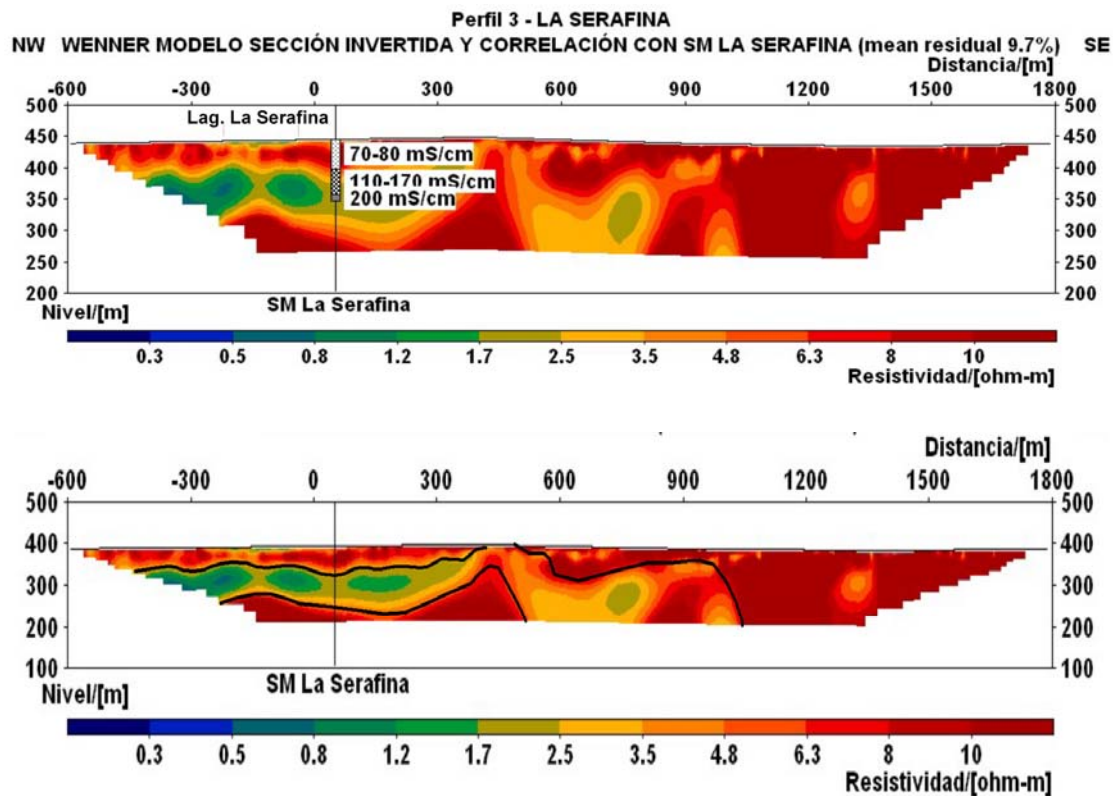 Perfil 3 - LA SERAFINA
NW WENNER MODELO SECCIÓN INVERTIDA Y CORRELACIÓN CON SM LA SERAFINA (mean residual 9.7%) SE
Distancia/[m]
-600 -300 0 300 600 900 1200 1500 1800
500 500
Lag. La Serafina
450 450
70-80 mS/cm
400 400
110-170 mS/cm
350 350
200 mS/cm
300 300
250 250
200 200
SM La Serafina
Nivel/[m]
0.3 0.5 0.8 1.2 1.7 2.5 3.5 4.8 6.3 8 10
Resistividad/[ohm-m]
Distancia/[m]
-600 -300 0 300 600 900 1200 1500 1800
500 500
400 400
300 300
200 200
100 100
SM La Serafina
Nivel/[m]
0.3 0.5 0.8 1.2 1.7 2.5 3.5 4.8 6.3 8 10
Resistividad/[ohm-m]